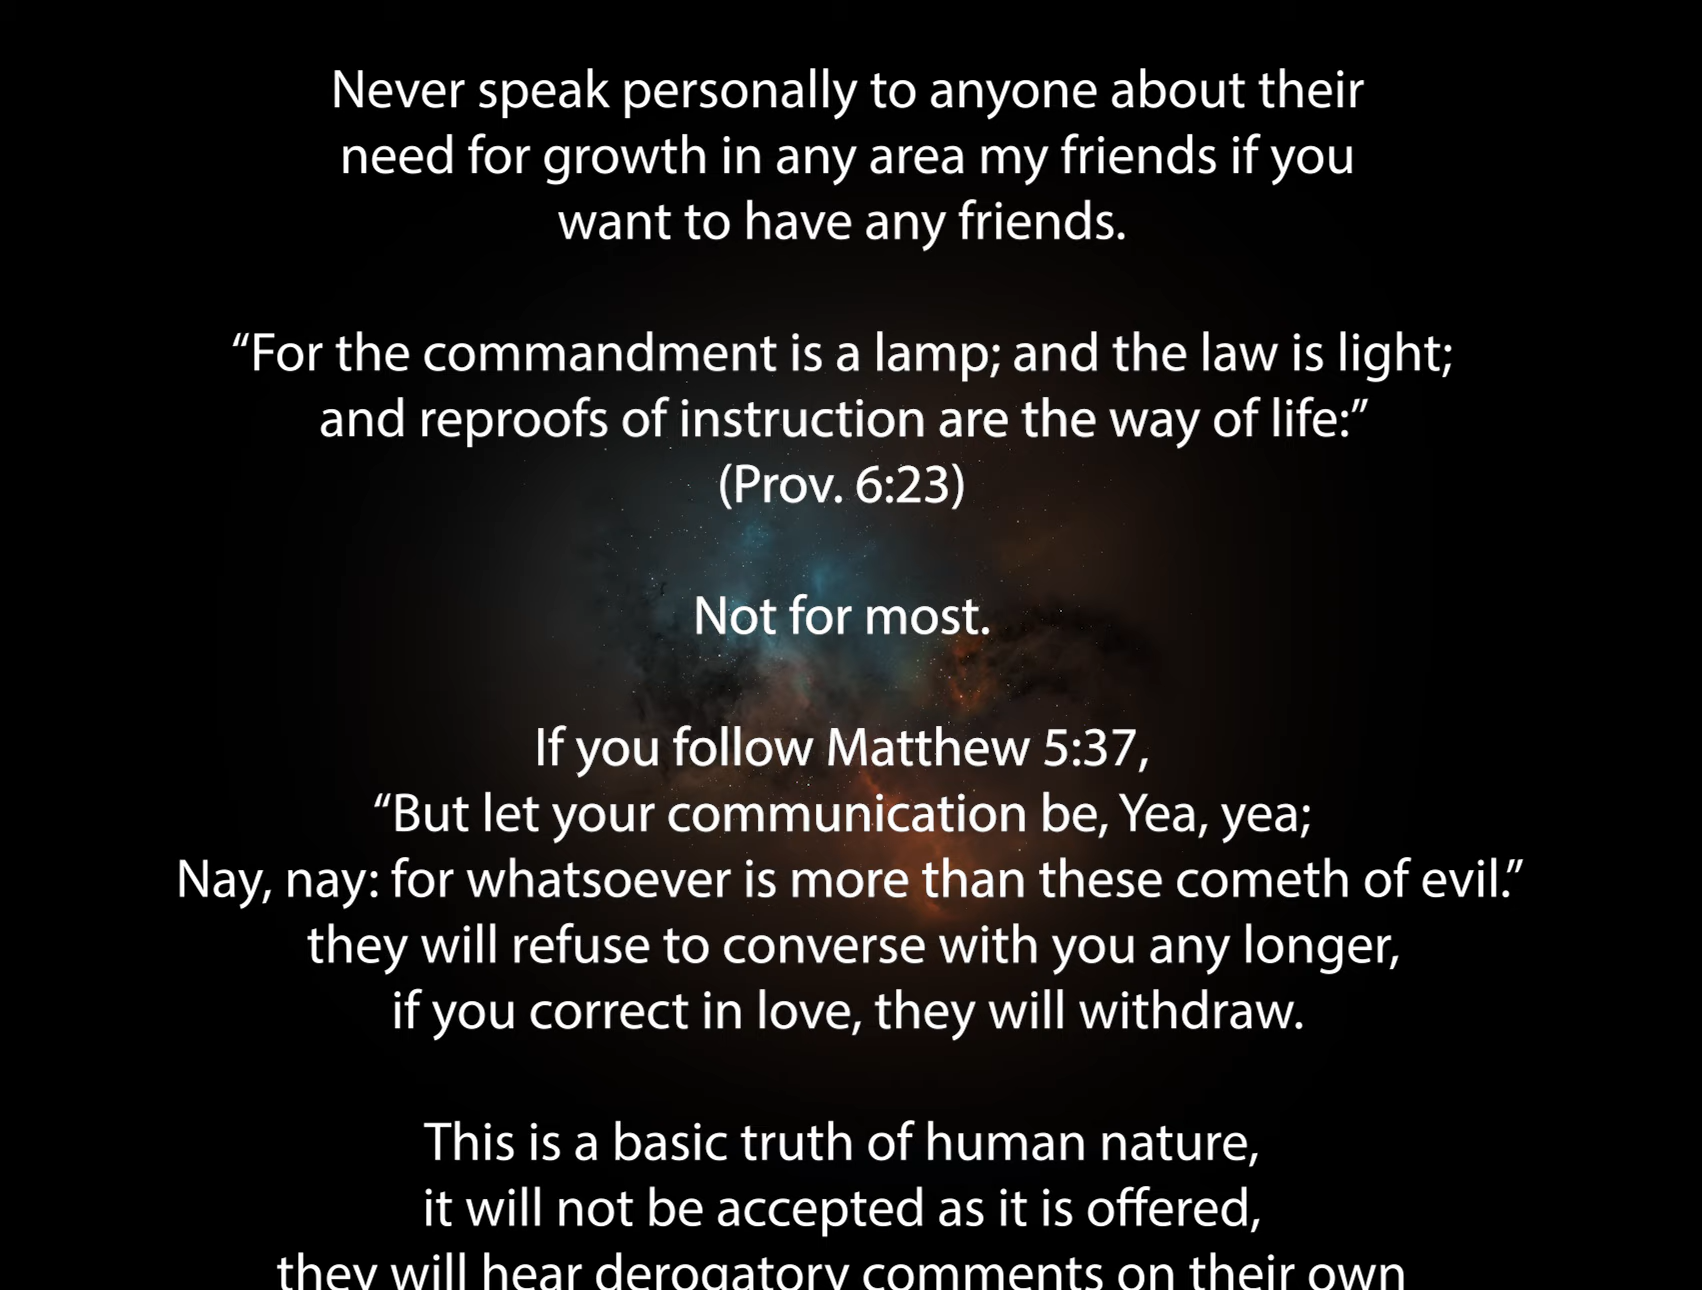 Never speak personally to anyone about their
need for growth in any area my friends if you
want to have any friends.
“For the commandment is a lamp; and the law is light;
and reproofs of instruction are the way of life:”
(Prov. 6:23)
Not for most.
If you follow Matthew 5:37,
“But let your communication be, Yea, yea;
Nay, nay: for whatsoever is more than these cometh of evil.”
they will refuse to converse with you any longer,
if you correct in love, they will withdraw.
This is a basic truth of human nature,
it will not be accepted as it is offered,
they will hear derogatory comments on their own